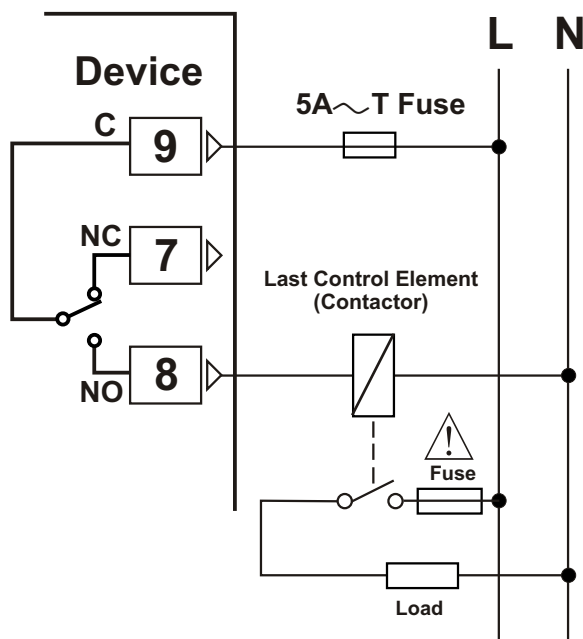 L N
Device
5A～T Fuse
C
9
NC
7
Last Control Element
(Contactor)
8
NO
Fuse
Load